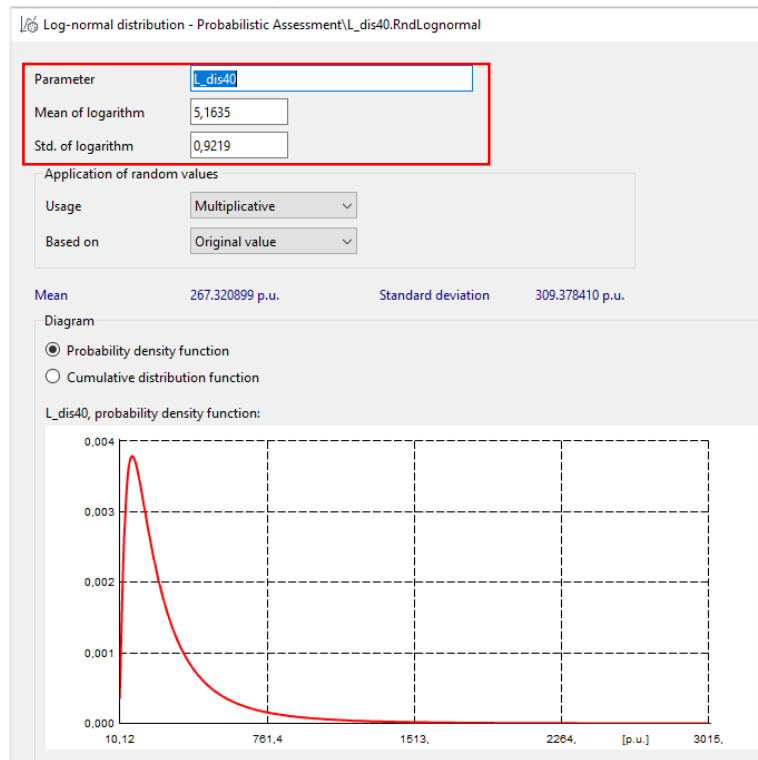 Log-normal distribution - Probabilistic Assessment\L_dis40.RndLognormal
Parameter L_dis40
Mean of logarithm 5,1635
Std. of logarithm 0,9219
Application of random values
Usage Multiplicative
Based on Original value
Mean 267.320899 p.u. Standard deviation 309.378410 p.u.
Diagram
Probability density function
Cumulative distribution function
L_dis40, probability density function:
0,004
0,003
0,002
0,001
0,000
10,12 761,4 1513, 2264, [p.u.] 3015,